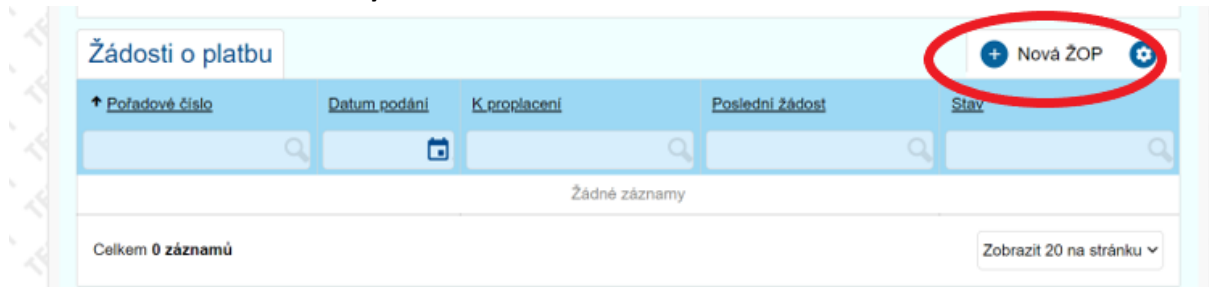 Žádosti o platbu
Nová ŽOP
Pořadové číslo Datum podání K proplacení Poslední žádost Stav
Žádné záznamy
Celkem 0 záznamů
Zobrazit 20 na stránku